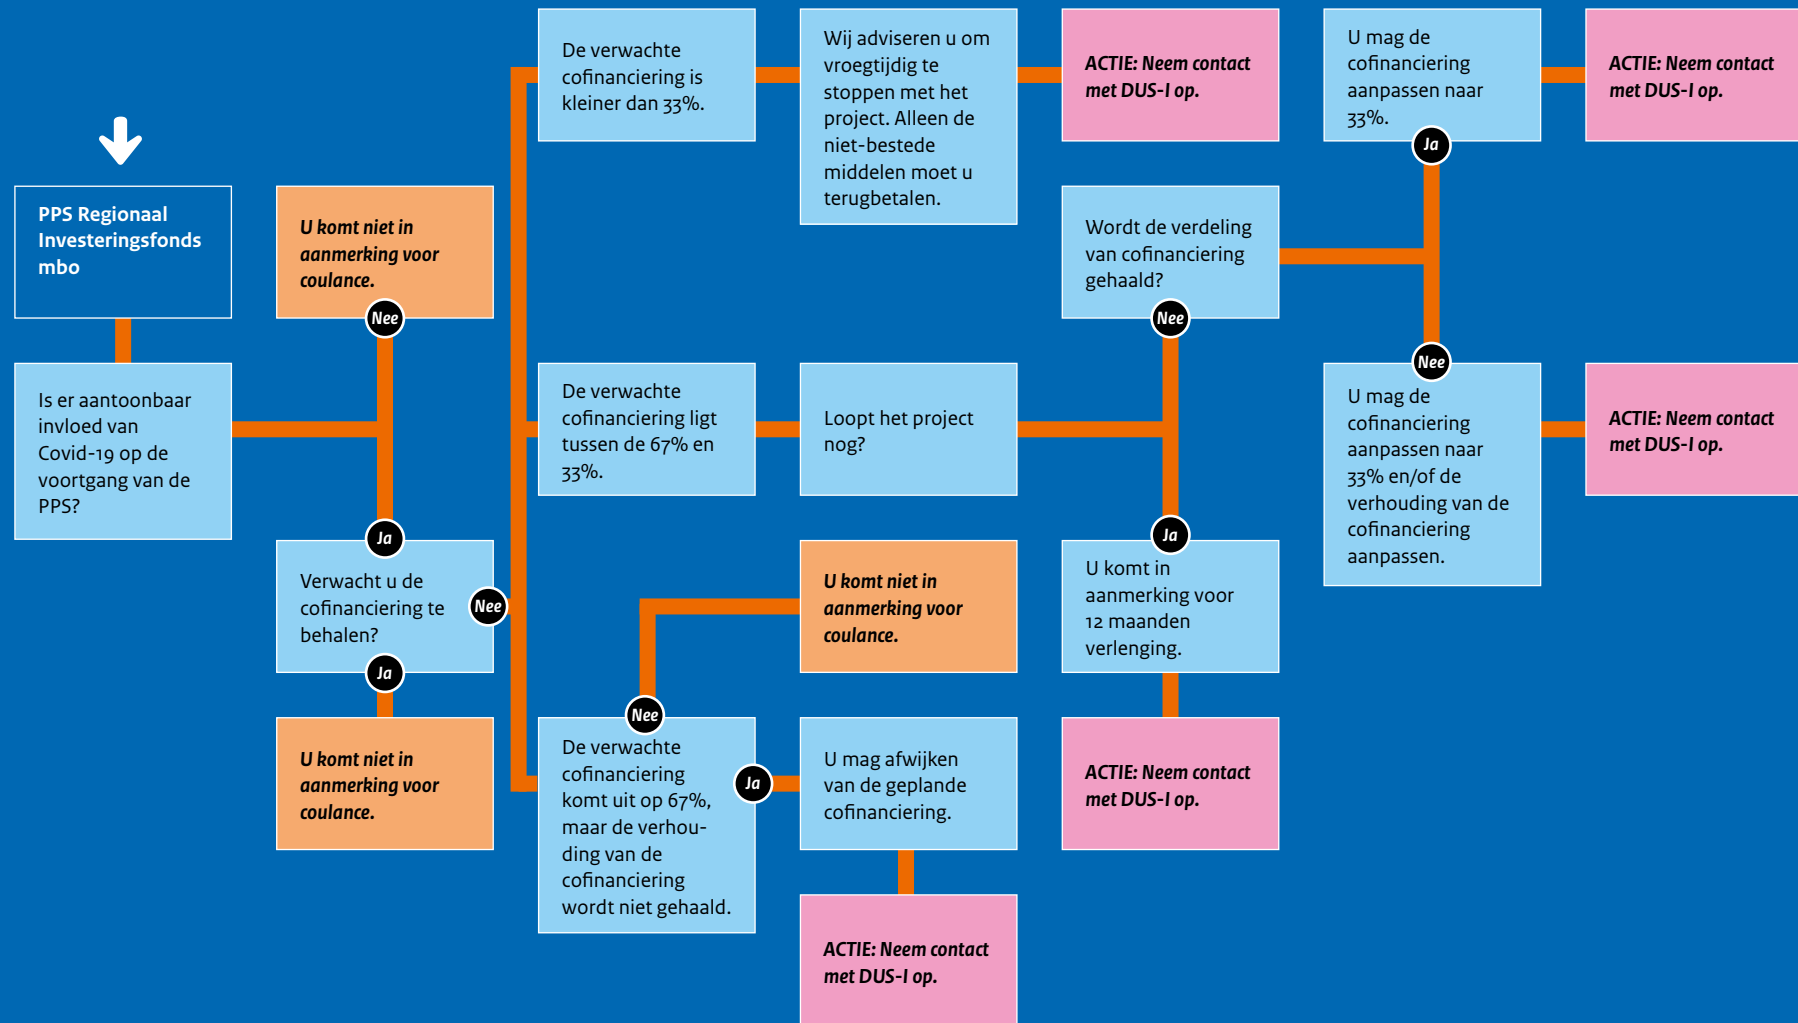 PPS Regionaal
Investeringsfonds
mbo
Is er aantoonbaar
invloed van
Covid-19 op de
voortgang van de
PPS?
U komt niet in
aanmerking voor
coulance.
Nee
Ja
Verwacht u de
cofinanciering te
behalen?
Nee
Ja
U komt niet in
aanmerking voor
coulance.
De verwachte
cofinanciering is
kleiner dan 33%.
Wij adviseren u om
vroegtijdig te
stoppen met het
project. Alleen de
niet-bestede
middelen moet u
terugbetalen.
ACTIE: Neem contact
met DUS-I op.
De verwachte
cofinanciering ligt
tussen de 67% en
33%.
Loopt het project
nog?
Wordt de verdeling
van cofinanciering
gehaald?
Nee
Ja
U komt in
aanmerking voor
12 maanden
verlenging.
ACTIE: Neem contact
met DUS-I op.
U mag de
cofinanciering
aanpassen naar
33%.
Ja
ACTIE: Neem contact
met DUS-I op.
Nee
U mag de
cofinanciering
aanpassen naar
33% en/of de
verhouding van de
cofinanciering
aanpassen.
ACTIE: Neem contact
met DUS-I op.
U komt niet in
aanmerking voor
coulance.
Nee
De verwachte
cofinanciering
komt uit op 67%,
maar de verhou-
ding van de
cofinanciering
wordt niet gehaald.
Ja
U mag afwijken
van de geplande
cofinanciering.
ACTIE: Neem contact
met DUS-I op.